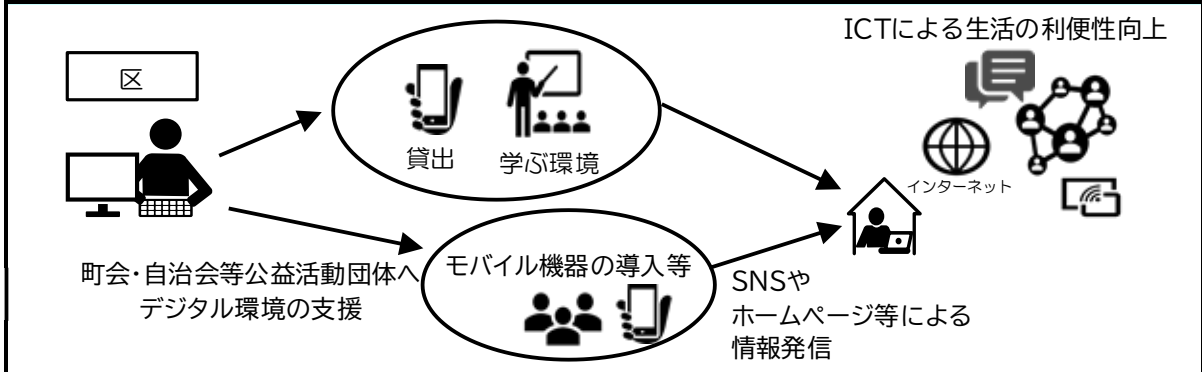 ICTによる生活の利便性向上
区
貸出
学ぶ環境
インターネット
町会・自治会等公益活動団体へ
デジタル環境の支援
モバイル機器の導入等
SNSや
ホームページ等による
情報発信